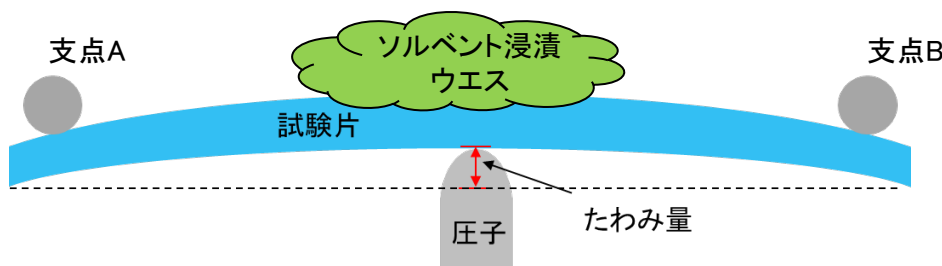 支点A
ソルベント浸漬
ウエス
支点B
試験片
たわみ量
圧子